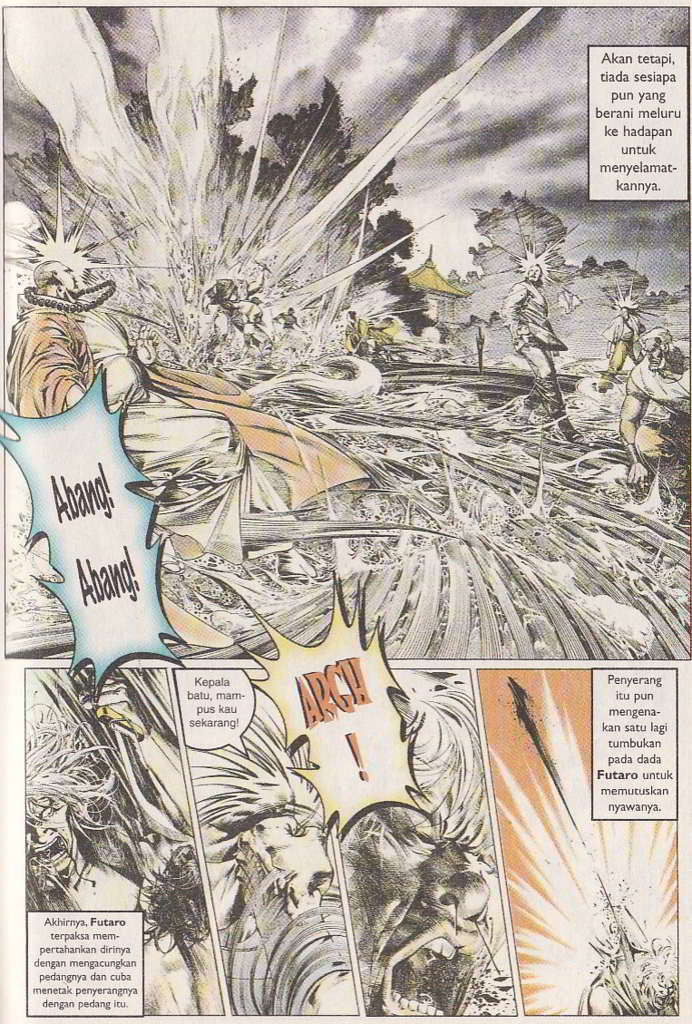 Akan tetapi,
tiada sesiapa
pun yang
berani meluru
ke hadapan
untuk
menyelamat-
kannya.
Abang!
Abang!
Akhirnya, Futaro
terpaksa mem-
pertahankan dirinya
dengan mengacungkan
pedangnya dan cuba
menetak penyerangnya
dengan pedang itu.
Kepala
batu, mam-
pus kau
sekarang!
ARGH
!
Penyerang
itu pun
mengena-
kan satu lagi
tumbukan
pada dada
Futaro untuk
memutuskan
nyawanya.